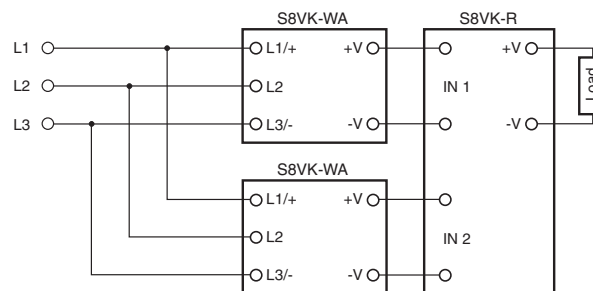 S8VK-WA S8VK-R
L1 L1/+ +V +V
L2 L2 IN 1 Load
L3 L3/- -V -V
S8VK-WA
L1/+ +V
L2 IN 2
L3/- -V